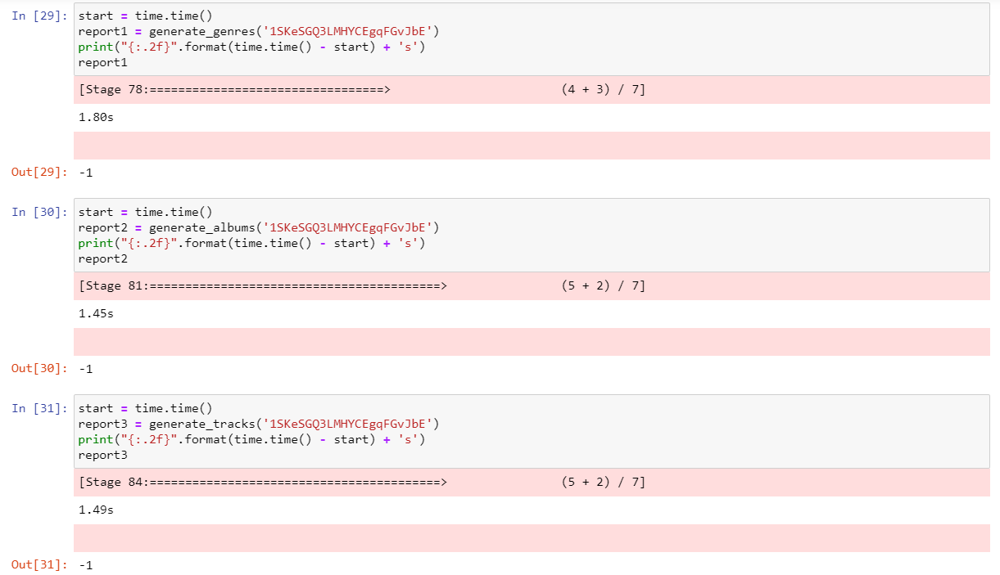 In [29]: start = time.time()
report1 = generate_genres('1SKeSGQ3LMHYCEgqFGvJbE')
print("{:.2f}".format(time.time() - start) + 's')
report1
[Stage 78:=================================> (4 + 3) / 7]
1.80s
Out[29]: -1
In [30]: start = time.time()
report2 = generate_albums('1SKeSGQ3LMHYCEgqFGvJbE')
print("{:.2f}".format(time.time() - start) + 's')
report2
[Stage 81:=========================================> (5 + 2) / 7]
1.45s
Out[30]: -1
In [31]: start = time.time()
report3 = generate_tracks('1SKeSGQ3LMHYCEgqFGvJbE')
print("{:.2f}".format(time.time() - start) + 's')
report3
[Stage 84:=========================================> (5 + 2) / 7]
1.49s
Out[31]: -1